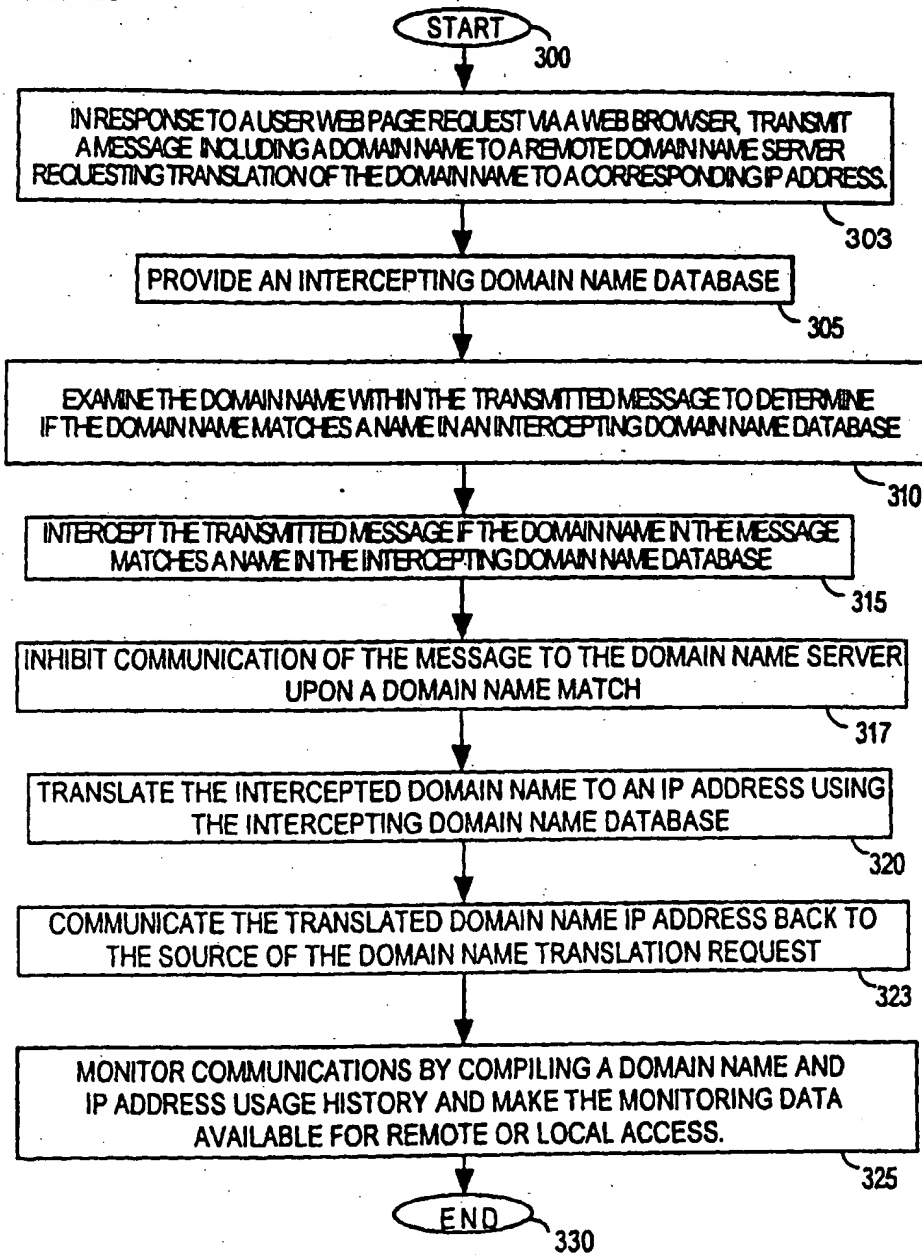 START
300
IN RESPONSE TO A USER WEB PAGE REQUEST VIA A WEB BROWSER, TRANSMIT
A MESSAGE INCLUDING A DOMAIN NAME TO A REMOTE DOMAIN NAME SERVER
REQUESTING TRANSLATION OF THE DOMAIN NAME TO A CORRESPONDING IP ADDRESS.
303
PROVIDE AN INTERCEPTING DOMAIN NAME DATABASE
305
EXAMINE THE DOMAIN NAME WITHIN THE TRANSMITTED MESSAGE TO DETERMINE
IF THE DOMAIN NAME MATCHES A NAME IN AN INTERCEPTING DOMAIN NAME DATABASE
310
INTERCEPT THE TRANSMITTED MESSAGE IF THE DOMAIN NAME IN THE MESSAGE
MATCHES A NAME IN THE INTERCEPTING DOMAIN NAME DATABASE
315
INHIBIT COMMUNICATION OF THE MESSAGE TO THE DOMAIN NAME SERVER
UPON A DOMAIN NAME MATCH
317
TRANSLATE THE INTERCEPTED DOMAIN NAME TO AN IP ADDRESS USING
THE INTERCEPTING DOMAIN NAME DATABASE
320
COMMUNICATE THE TRANSLATED DOMAIN NAME IP ADDRESS BACK TO
THE SOURCE OF THE DOMAIN NAME TRANSLATION REQUEST
323
MONITOR COMMUNICATIONS BY COMPILING A DOMAIN NAME AND
IP ADDRESS USAGE HISTORY AND MAKE THE MONITORING DATA
AVAILABLE FOR REMOTE OR LOCAL ACCESS.
325
END
330